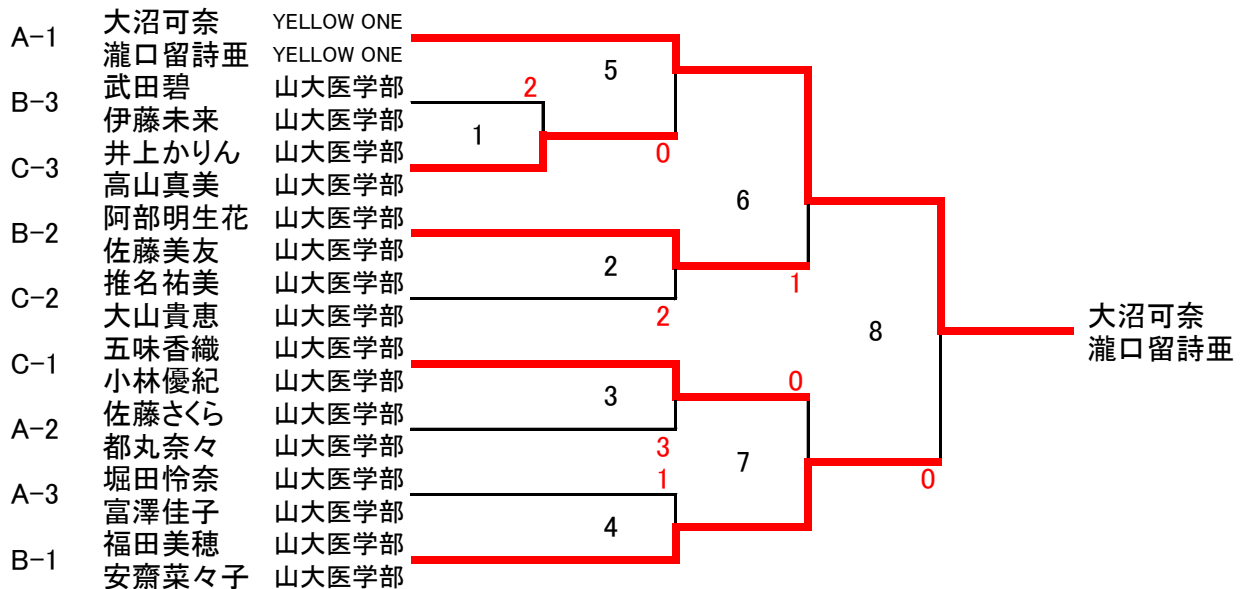 大沼可奈 YELLOW ONE
A-1
瀧口留詩亜 YELLOW ONE
5
武田碧 山大医学部 2
B-3
伊藤未来 山大医学部
1
井上かりん 山大医学部 0
C-3
高山真美 山大医学部
6
阿部明生花 山大医学部
B-2
佐藤美友 山大医学部
2
推名祐美 山大医学部 1
C-2
大山貴恵 山大医学部 2
8
大沼可奈
瀧口留詩亜
五味香織 山大医学部
C-1
小林優紀 山大医学部 0
3
佐藤さくら 山大医学部
A-2
都丸奈々 山大医学部 3
7
堀田怜奈 山大医学部 1 0
A-3
富澤佳子 山大医学部
4
福田美穂 山大医学部
B-1
安齋菜々子 山大医学部